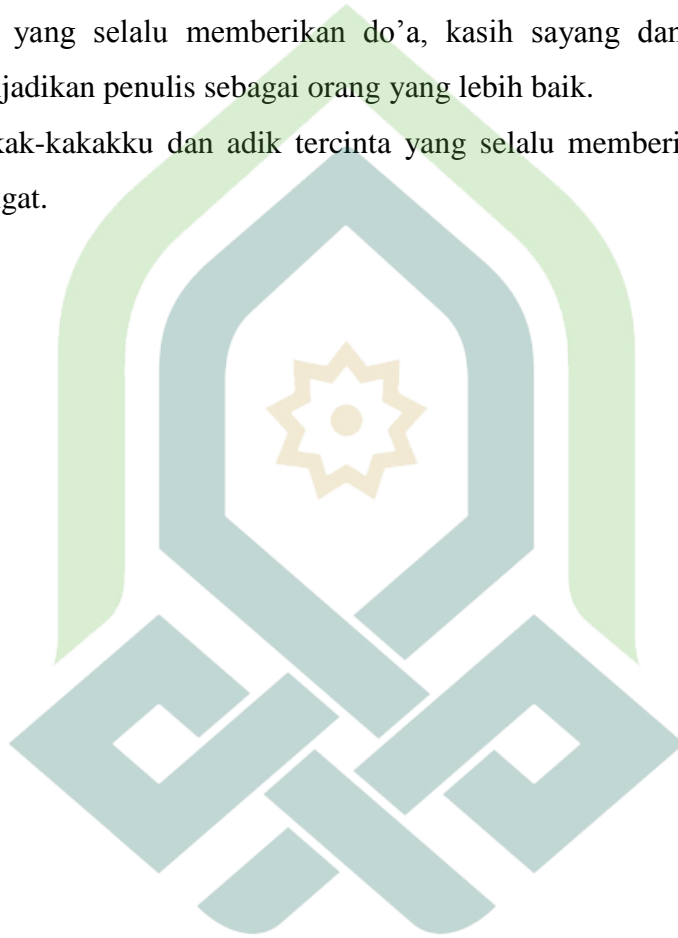 yang selalu memberikan do’a, kasih sayang dan
jadikan penulis sebagai orang yang lebih baik.
kak-kakakku dan adik tercinta yang selalu memberi
gat.